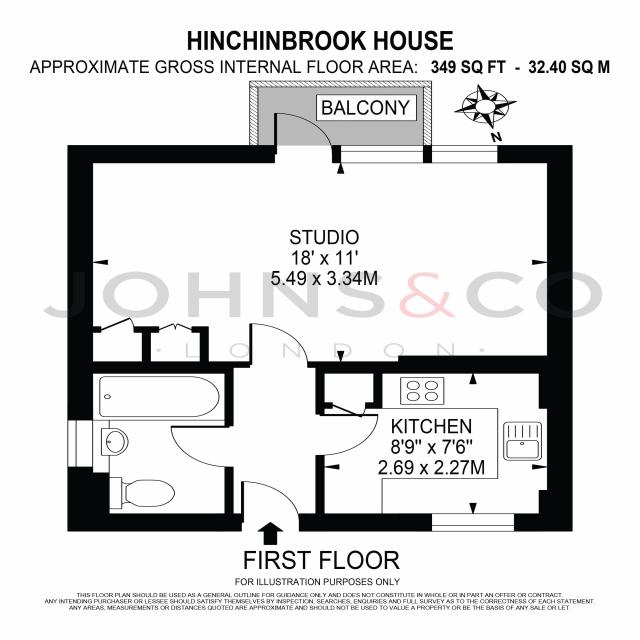 HINCHINBROOK HOUSE
APPROXIMATE GROSS INTERNAL FLOOR AREA: 349 SQ FT - 32.40 SQ M
BALCONY
N
STUDIO
18' x 11'
5.49 x 3.34M
JOHNS&CO
· LONDON ·
KITCHEN
8'9" x 7'6"
2.69 x 2.27M
FIRST FLOOR
FOR ILLUSTRATION PURPOSES ONLY
THIS FLOOR PLAN SHOULD BE USED AS A GENERAL OUTLINE FOR GUIDANCE ONLY AND DOES NOT CONSTITUTE IN WHOLE OR IN PART AN OFFER OR CONTRACT.
ANY INTENDING PURCHASER OR LESSEE SHOULD SATISFY THEMSELVES BY INSPECTION, SEARCHES, ENQUIRIES AND FULL SURVEY AS TO THE CORRECTNESS OF EACH STATEMENT.
ANY AREAS, MEASUREMENTS OR DISTANCES QUOTED ARE APPROXIMATE AND SHOULD NOT BE USED TO VALUE A PROPERTY OR BE THE BASIS OF ANY SALE OR LET.